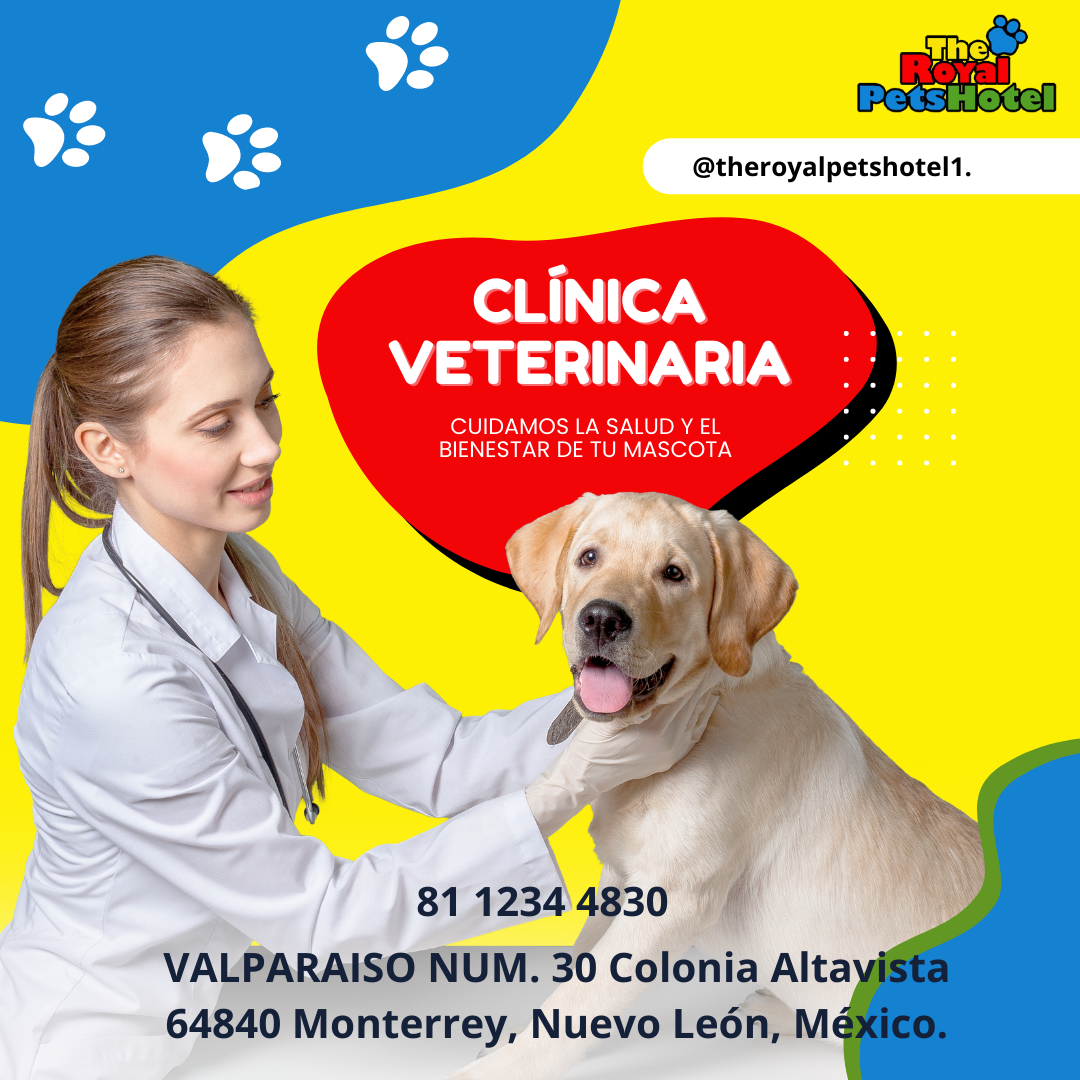 The
Royal
PetsHotel
@theroyalpetshotel1.
CLÍNICA
VETERINARIA
CUIDAMOS LA SALUD Y EL
BIENESTAR DE TU MASCOTA
81 1234 4830
VALPARAISO NUM. 30 Colonia Altavista
64840 Monterrey, Nuevo León, México.